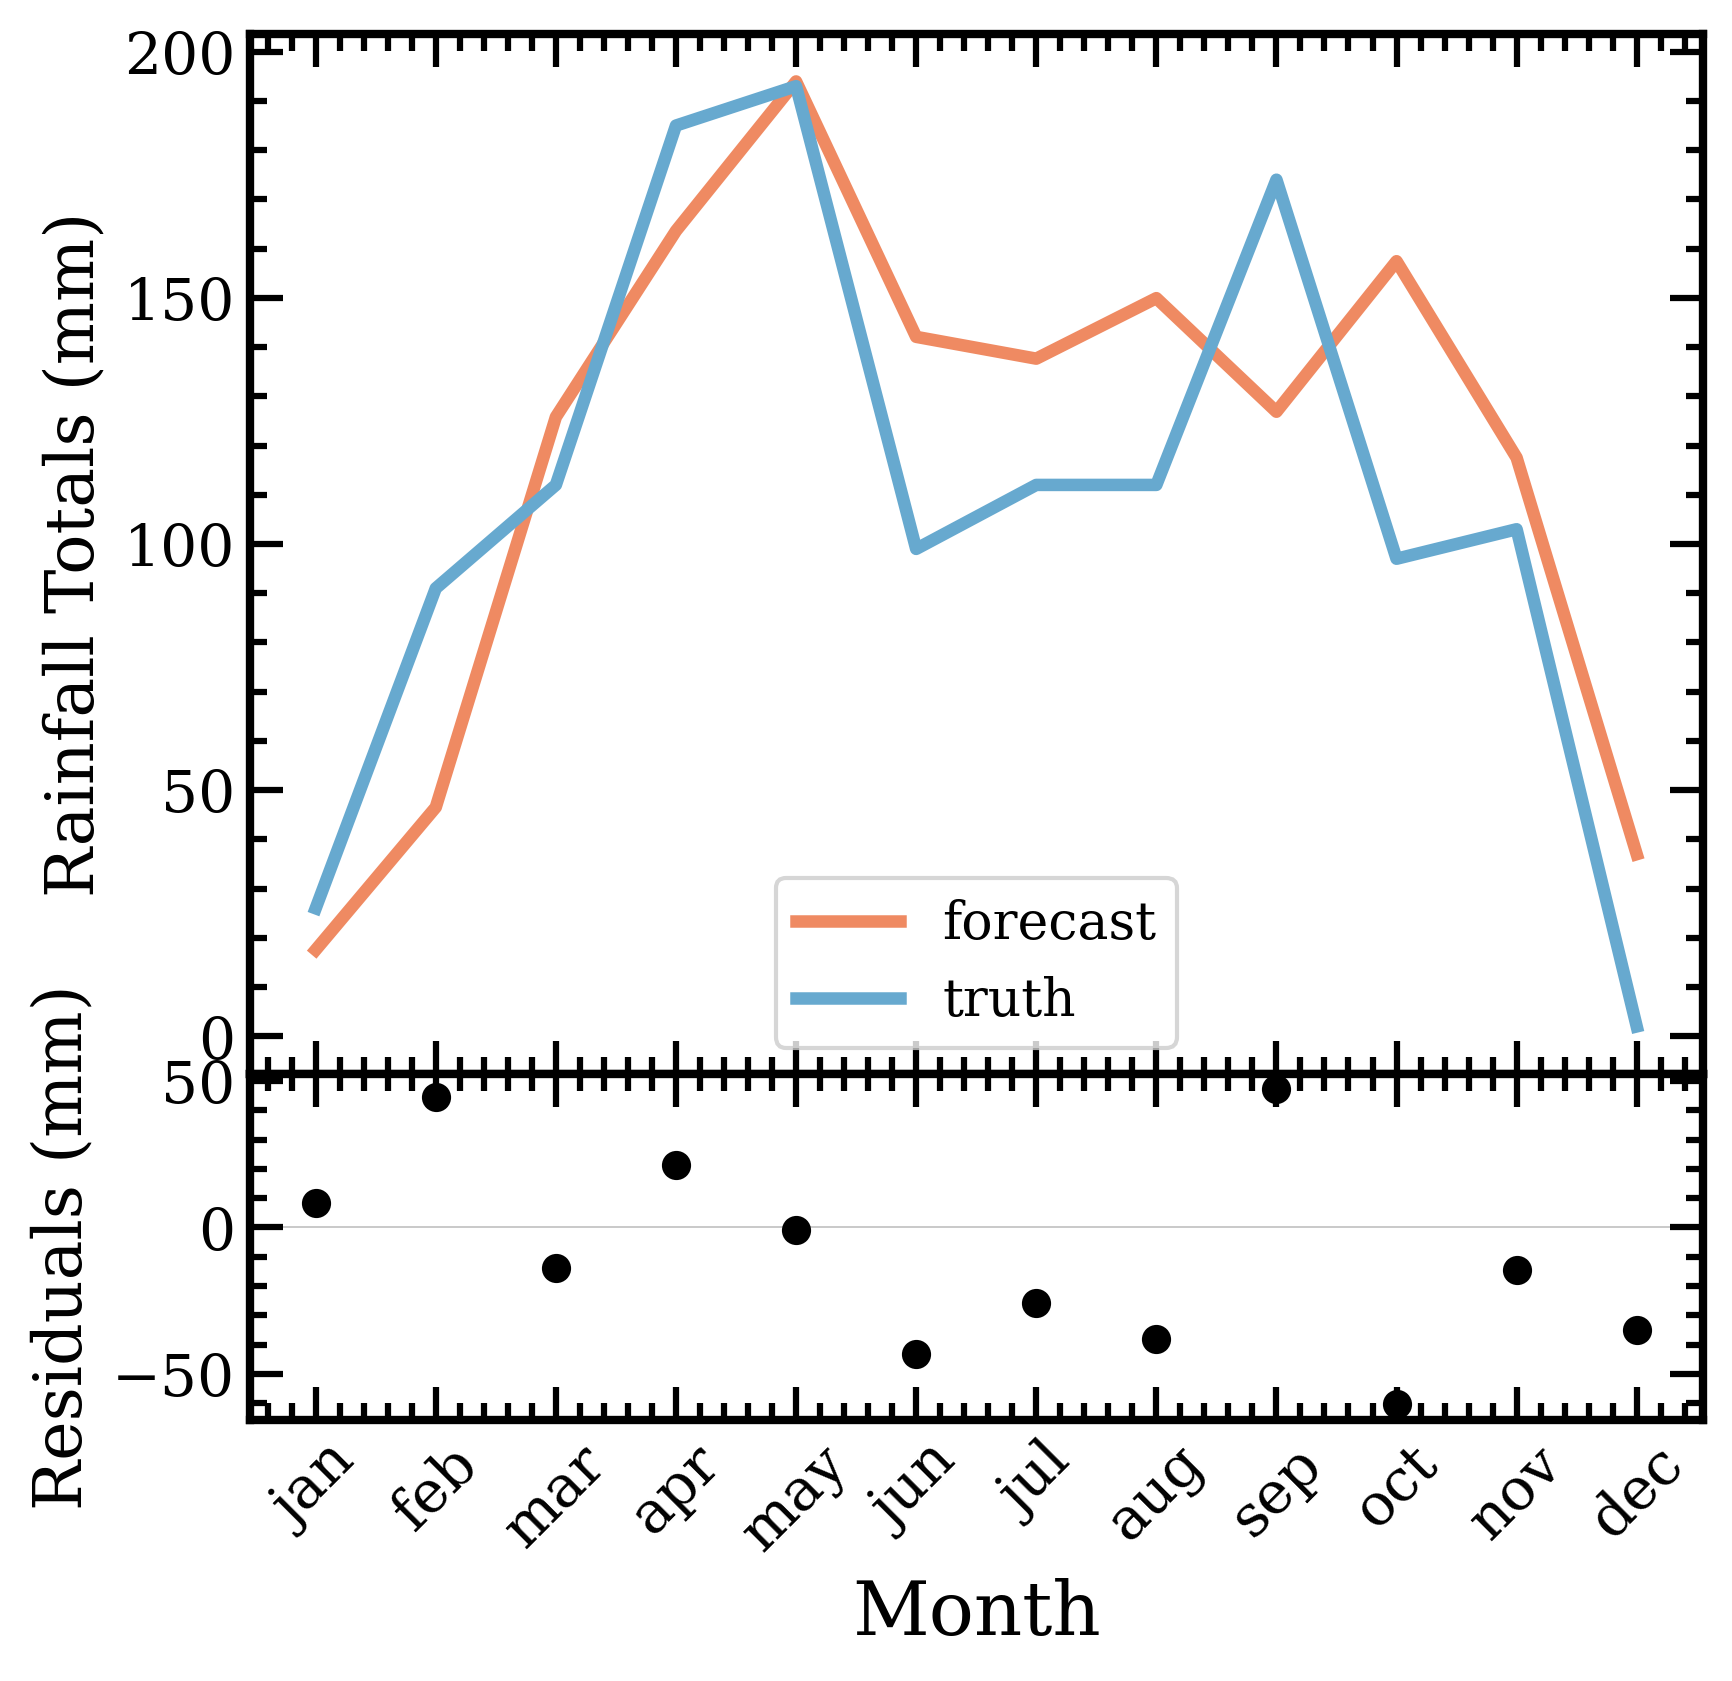 Rainfall Totals (mm)
200
150
100
50
0
forecast
truth
Residuals (mm)
50
0
−50
jan
feb
mar
apr
may
jun
jul
aug
sep
oct
nov
dec
Month